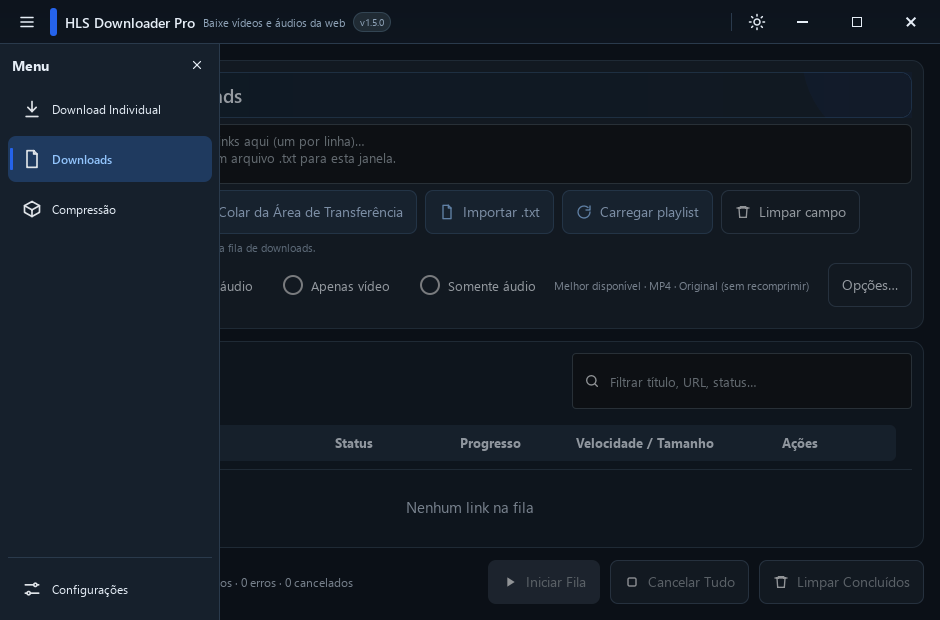 HLS Downloader Pro Baixe vídeos e áudios da web v1.5.0
Menu
Download Individual
Downloads
Compressão
Configurações
aqui (um por linha)...
arquivo .txt para esta janela.
Colar da Área de Transferência Importar .txt Carregar playlist Limpar campo
a fila de downloads.
áudio Apenas vídeo Somente áudio Melhor disponível · MP4 · Original (sem recomprimir) Opções...
Filtrar título, URL, status...
Status Progresso Velocidade / Tamanho Ações
Nenhum link na fila
· 0 erros · 0 cancelados Iniciar Fila Cancelar Tudo Limpar Concluídos